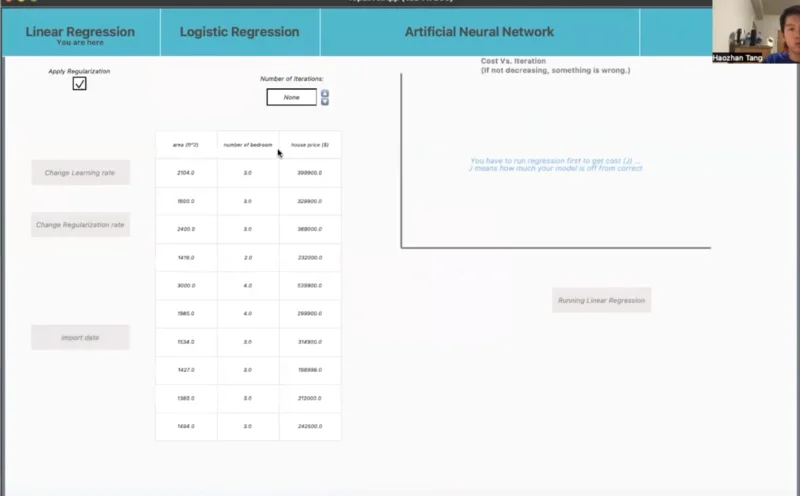 Linear Regression
You are here
Logistic Regression
Artificial Neural Network
Haozhan Tang
Apply Regularization
Number of Iterations:
None
Cost Vs. Iteration
(If not decreasing, something is wrong.)
You have to run regression first to get cost (J) ...
J means how much your model is off from correct
Change Learning rate
Change Regularization rate
Import data
Running Linear Regression
area (ft^2) number of bedroom house price ($)
2104.0 3.0 399900.0
1600.0 3.0 329900.0
2400.0 3.0 369000.0
1416.0 2.0 232000.0
3000.0 4.0 539900.0
1985.0 4.0 299900.0
1534.0 3.0 314900.0
1427.0 3.0 198999.0
1380.0 3.0 212000.0
1494.0 3.0 242500.0